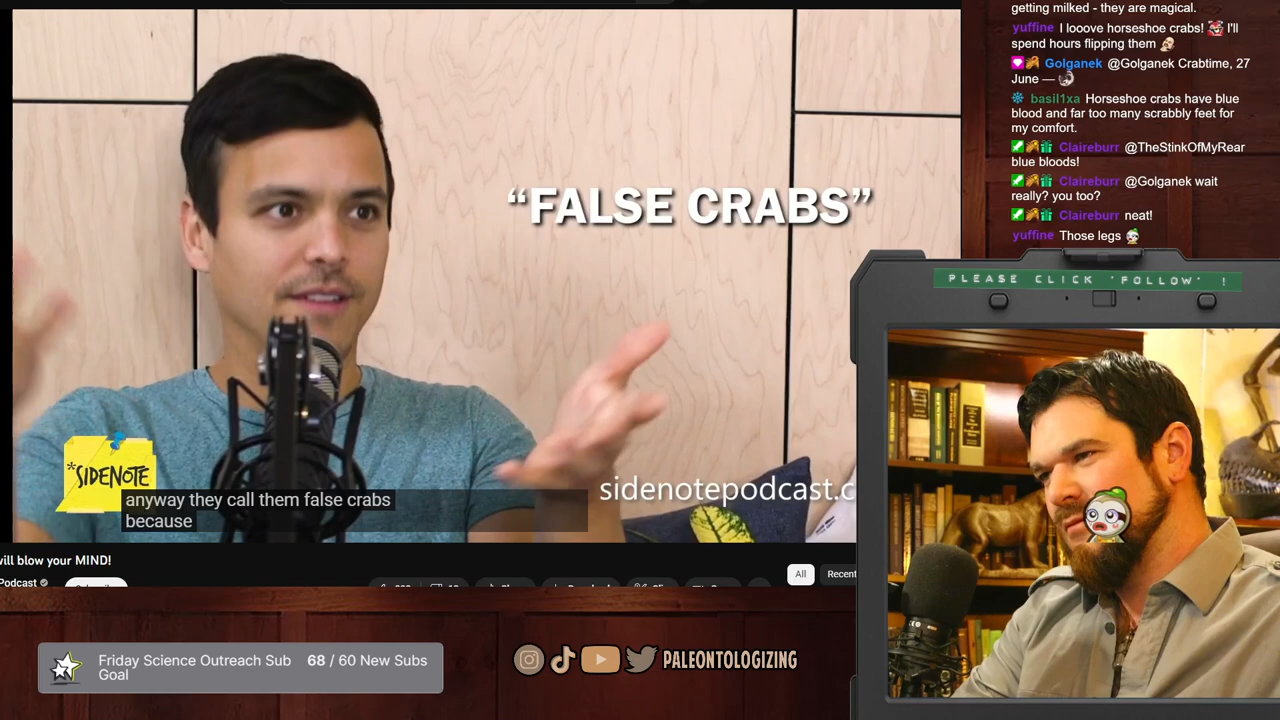 getting milked - they are magical.
yuffine I looove horseshoe crabs! I'll
spend hours flipping them
Golganek @Golganek Crabtime, 27
June —
basil1xa Horseshoe crabs have blue
blood and far too many scrabbly feet for
my comfort.
Claireburr @TheStinkOfMyRear
blue bloods!
Claireburr @Golganek wait
really? you too?
Claireburr neat!
yuffine Those legs
“FALSE CRABS”
PLEASE CLICK "FOLLOW" !
*SIDENOTE
anyway they call them false crabs
because
sidenotepodcast.c
will blow your MIND!
Podcast
All
Recent
Friday Science Outreach Sub
Goal
68 / 60 New Subs
PALEONTOLOGIZING